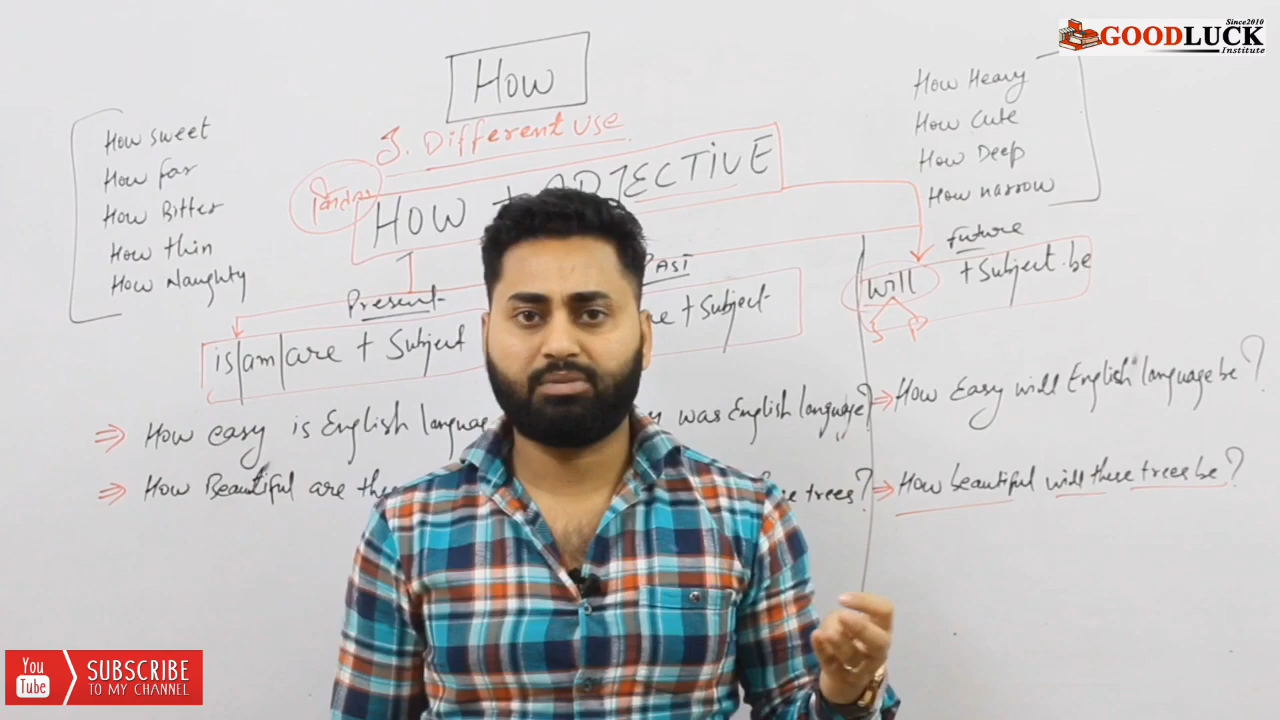 Since2010
GOODLUCK
Institute
How
3. Different use
HOW + ADJECTIVE
How sweet
How far
How Bitter
How thin
How Naughty
How Heavy
How Cute
How Deep
How narrow
Present
is/am/are + Subject
PAST
re + Subject
Future
will + Subject be
S P
⇒ How easy is English languag
was English language?
⇒ How Easy will English language be?
⇒ How Beautiful are the
trees?
⇒ How beautiful will these trees be?
You
Tube
SUBSCRIBE
TO MY CHANNEL